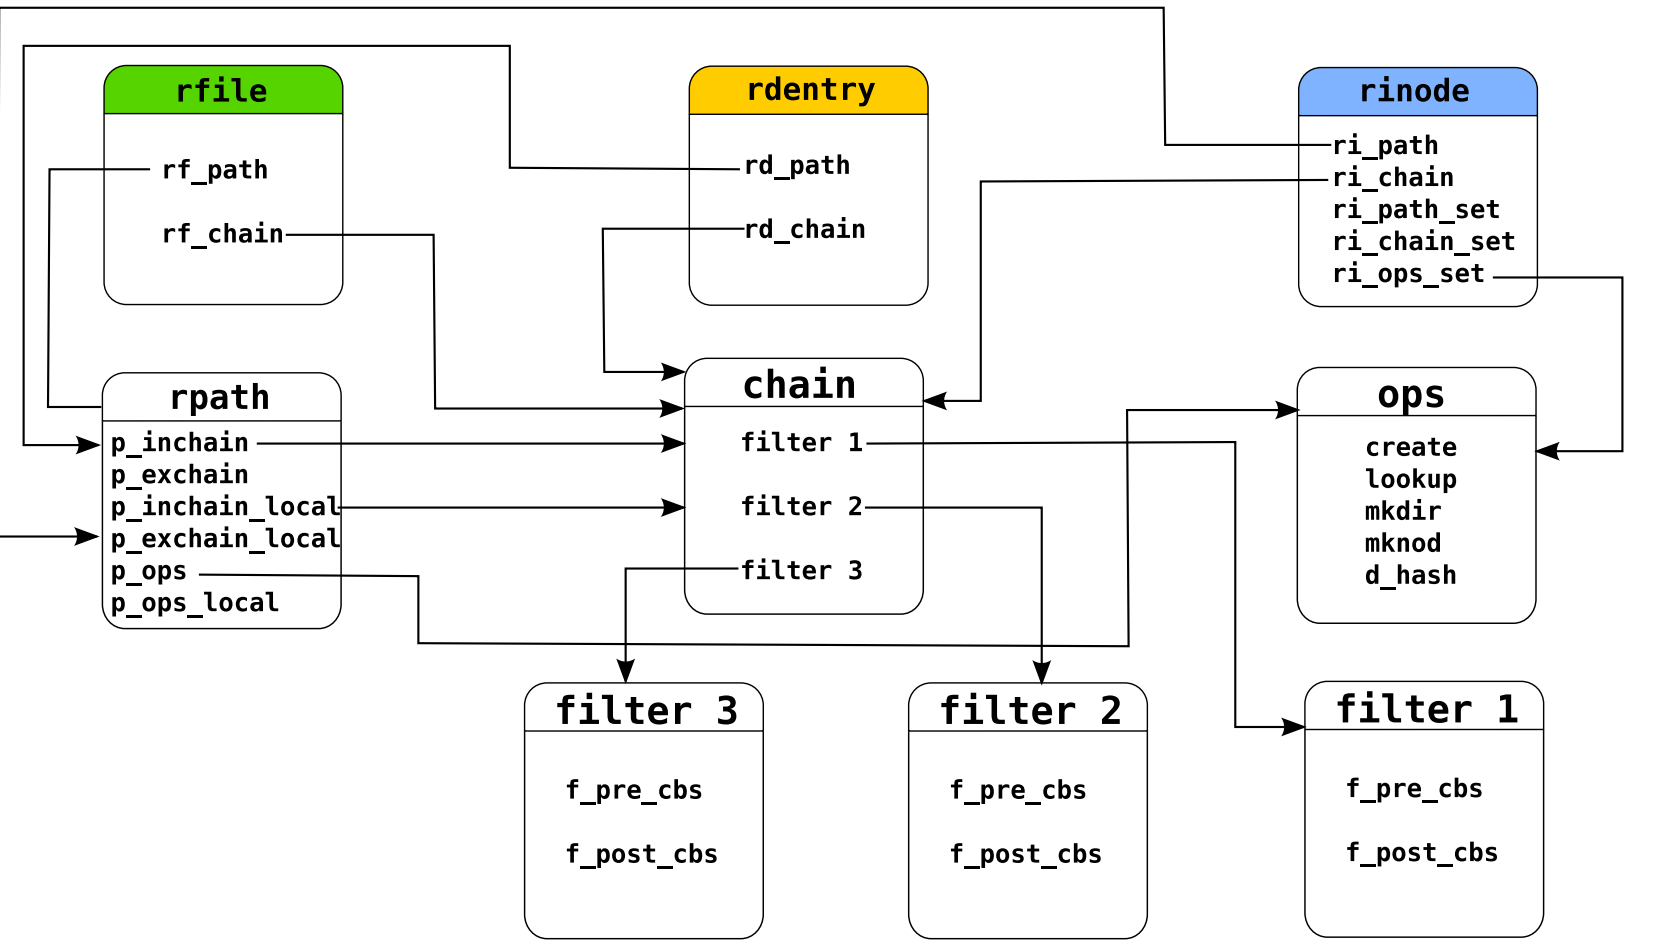 rfile
rf_path
rf_chain
rdentry
rd_path
rd_chain
rinode
ri_path
ri_chain
ri_path_set
ri_chain_set
ri_ops_set
rpath
p_inchain
p_exchain
p_inchain_local
p_exchain_local
p_ops
p_ops_local
chain
filter 1
filter 2
filter 3
ops
create
lookup
mkdir
mknod
d_hash
filter 3
f_pre_cbs
f_post_cbs
filter 2
f_pre_cbs
f_post_cbs
filter 1
f_pre_cbs
f_post_cbs